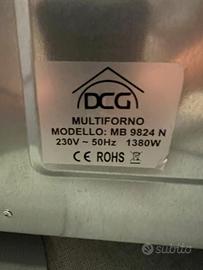 DCG
MULTIFORNO
MODELLO: MB 9824 N
230V ~ 50Hz 1380W
CE ROHS
subito